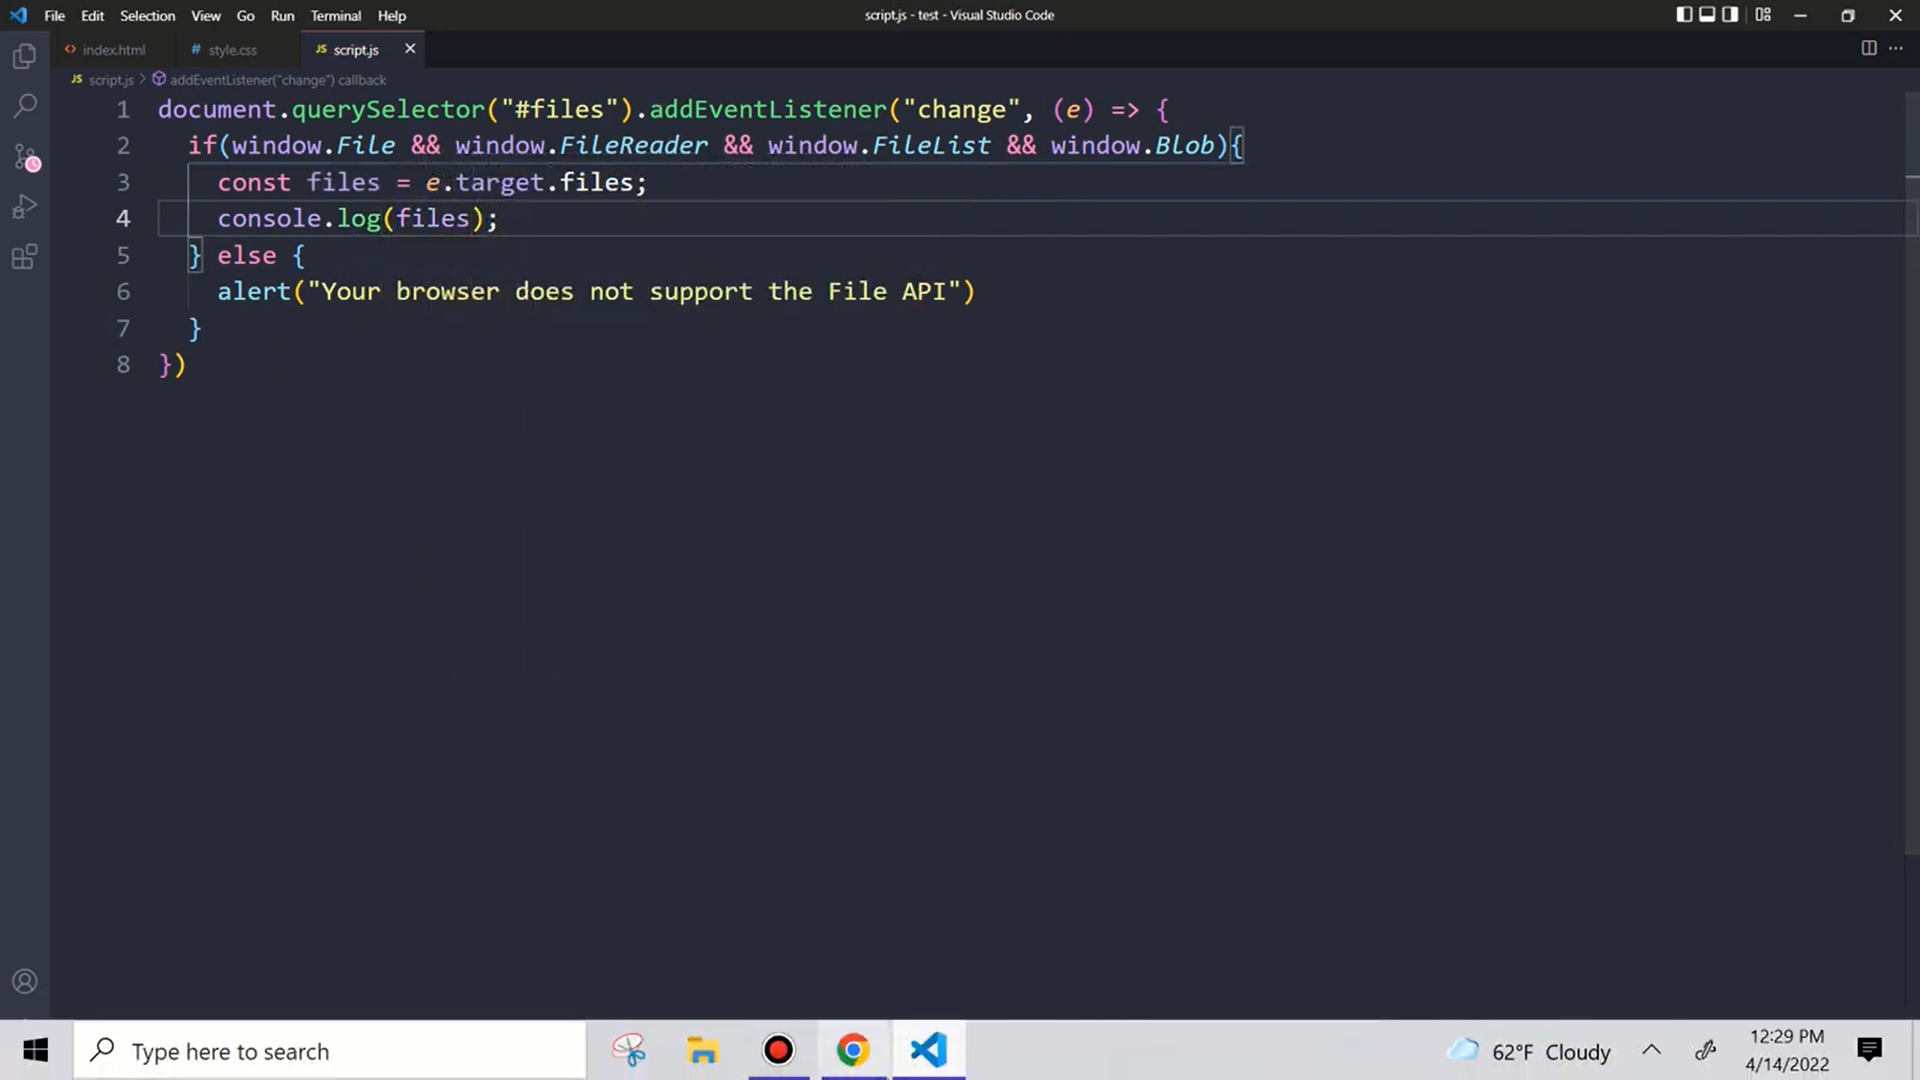 File Edit Selection View Go Run Terminal Help
script.js - test - Visual Studio Code
<> index.html # style.css JS script.js
JS script.js > addEventListener("change") callback
1 document.querySelector("#files").addEventListener("change", (e) => {
2 if(window.File && window.FileReader && window.FileList && window.Blob){
3 const files = e.target.files;
4 console.log(files);
5 } else {
6 alert("Your browser does not support the File API")
7 }
8 })
Type here to search
62°F Cloudy
12:29 PM
4/14/2022